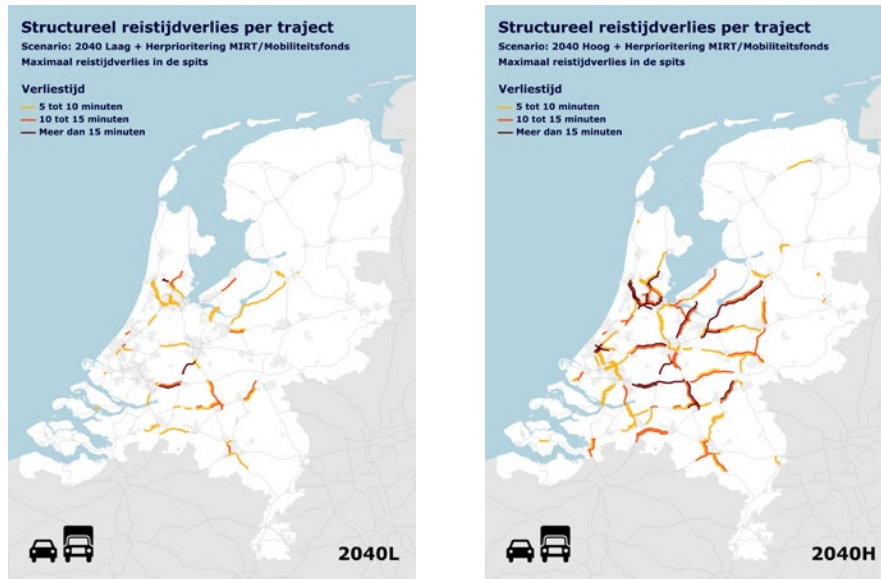 Structureel reistijdverlies per traject
Scenario: 2040 Laag + Herprioritering MIRT/Mobiliteitsfonds
Maximaal reistijdverlies in de spits
Verliestijd
5 tot 10 minuten
10 tot 15 minuten
Meer dan 15 minuten
2040L
Structureel reistijdverlies per traject
Scenario: 2040 Hoog + Herprioritering MIRT/Mobiliteitsfonds
Maximaal reistijdverlies in de spits
Verliestijd
5 tot 10 minuten
10 tot 15 minuten
Meer dan 15 minuten
2040H